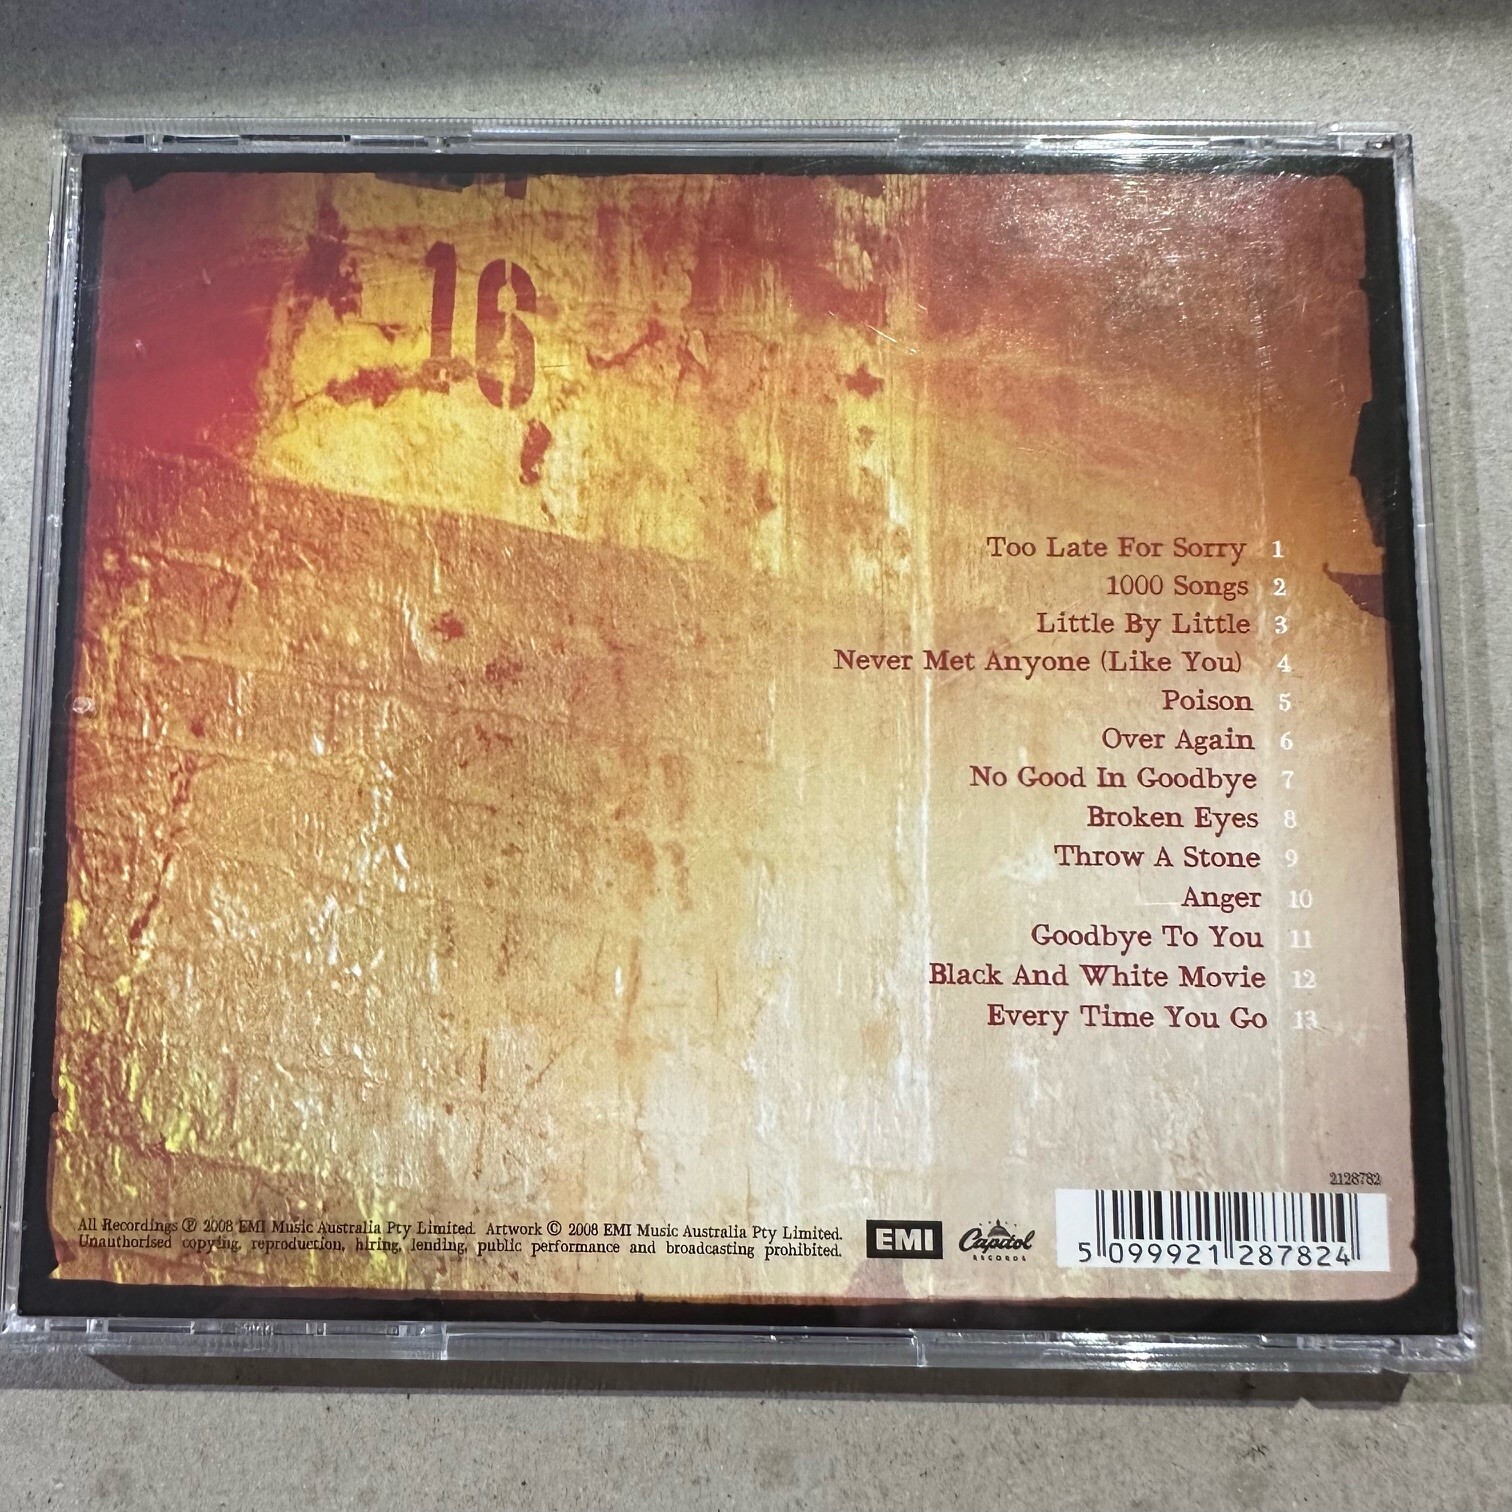 16
Too Late For Sorry 1
1000 Songs 2
Little By Little 3
Never Met Anyone (Like You) 4
Poison 5
Over Again 6
No Good In Goodbye 7
Broken Eyes 8
Throw A Stone 9
Anger 10
Goodbye To You 11
Black And White Movie 12
Every Time You Go 13
2128782
All Recordings ℗ 2008 EMI Music Australia Pty Limited. Artwork © 2008 EMI Music Australia Pty Limited.
Unauthorised copying, reproduction, hiring, lending, public performance and broadcasting prohibited.
EMI
Capitol
RECORDS
5 099921 287824